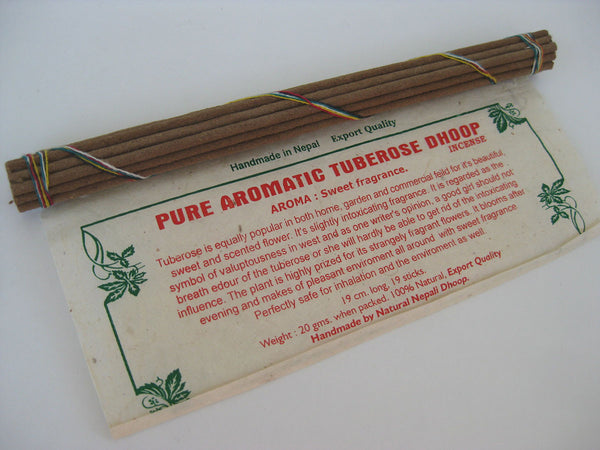 Handmade in Nepal Export Quality
PURE AROMATIC TUBEROSE DHOOP
INCENSE
AROMA : Sweet fragrance.
Tuberose is equally popular in both home, garden and commercial fejld for it's beautiful,
sweet and scented flower. It's slightly intoxicating fragrance. It is regarded as the
symbol of valuptousness in west and as one writer's opinion, a good girl should not
breath edour of the tuberose or she will hardly be able to get rid of the intoxicating
influence. The plant is highly prized for its strangely fragrant flowers. It blooms after
evening and makes of pleasant enviroment all around with sweet fragrance
Perfectly safe for inhalation and the enviroment as well.
19 cm. long, 19 sticks.
Weight : 20 gms. when packed. 100% Natural, Export Quality
Handmade by Natural Nepali Dhoop.